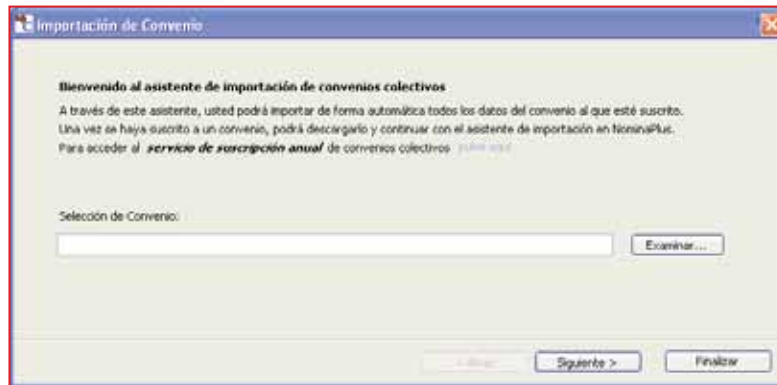 Importación de Convenio
Bienvenido al asistente de importación de convenios colectivos
A través de este asistente, usted podrá importar de forma automática todos los datos del convenio al que esté suscrito.
Una vez se haya suscrito a un convenio, podrá descargarlo y continuar con el asistente de importación en NominaPlus.
Para acceder al servicio de suscripción anual de convenios colectivos pulse aquí
Selección de Convenio:
Examinar...
< Atrás Siguiente > Finalizar